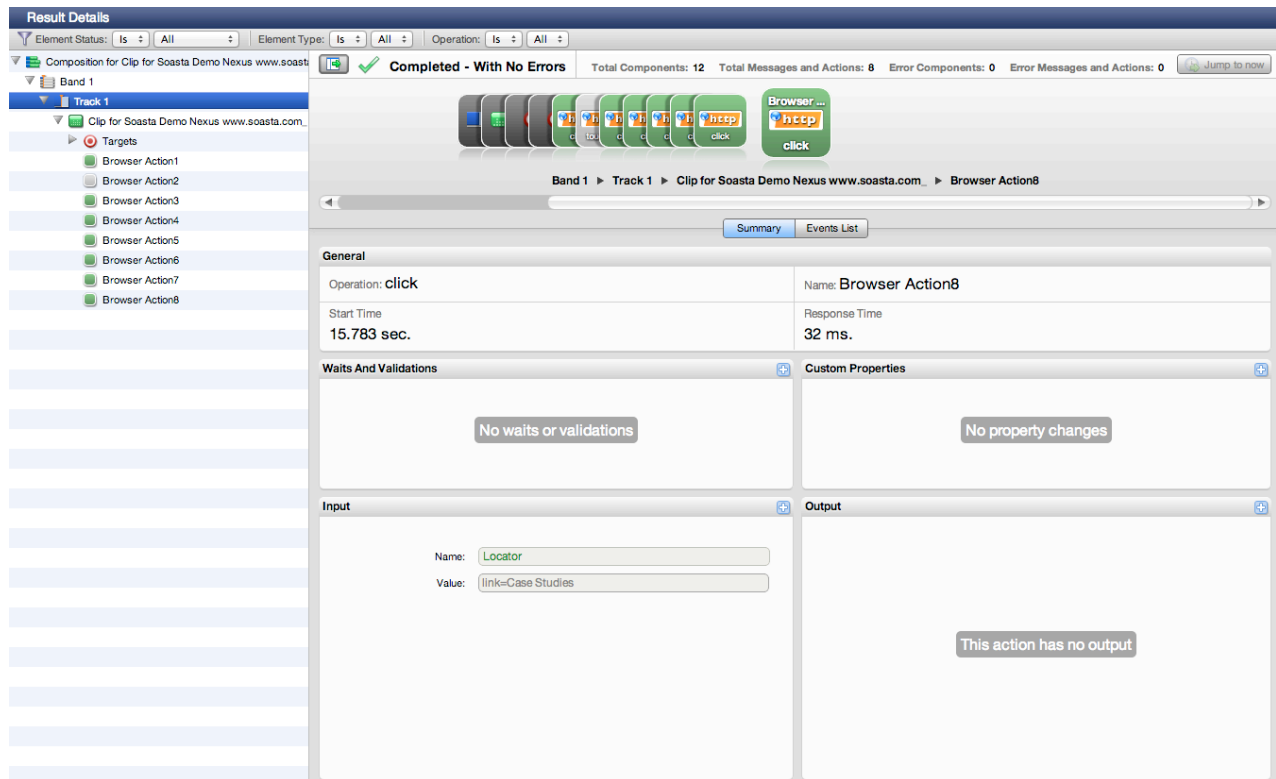 Result Details
Element Status: Is All Element Type: Is All Operation: Is All
Composition for Clip for Soasta Demo Nexus www.soasta
Completed - With No Errors Total Components: 12 Total Messages and Actions: 8 Error Components: 0 Error Messages and Actions: 0 Jump to now
Band 1
Track 1
Clip for Soasta Demo Nexus www.soasta.com_
Targets
Browser Action1
Browser Action2
Browser Action3
Browser Action4
Browser Action5
Browser Action6
Browser Action7
Browser Action8
http
click
Browser ...
http
click
Band 1 ▶ Track 1 ▶ Clip for Soasta Demo Nexus www.soasta.com_ ▶ Browser Action8
Summary Events List
General
Operation: click Name: Browser Action8
Start Time Response Time
15.783 sec. 32 ms.
Waits And Validations Custom Properties
No waits or validations No property changes
Input Output
Name: Locator
Value: link=Case Studies
This action has no output